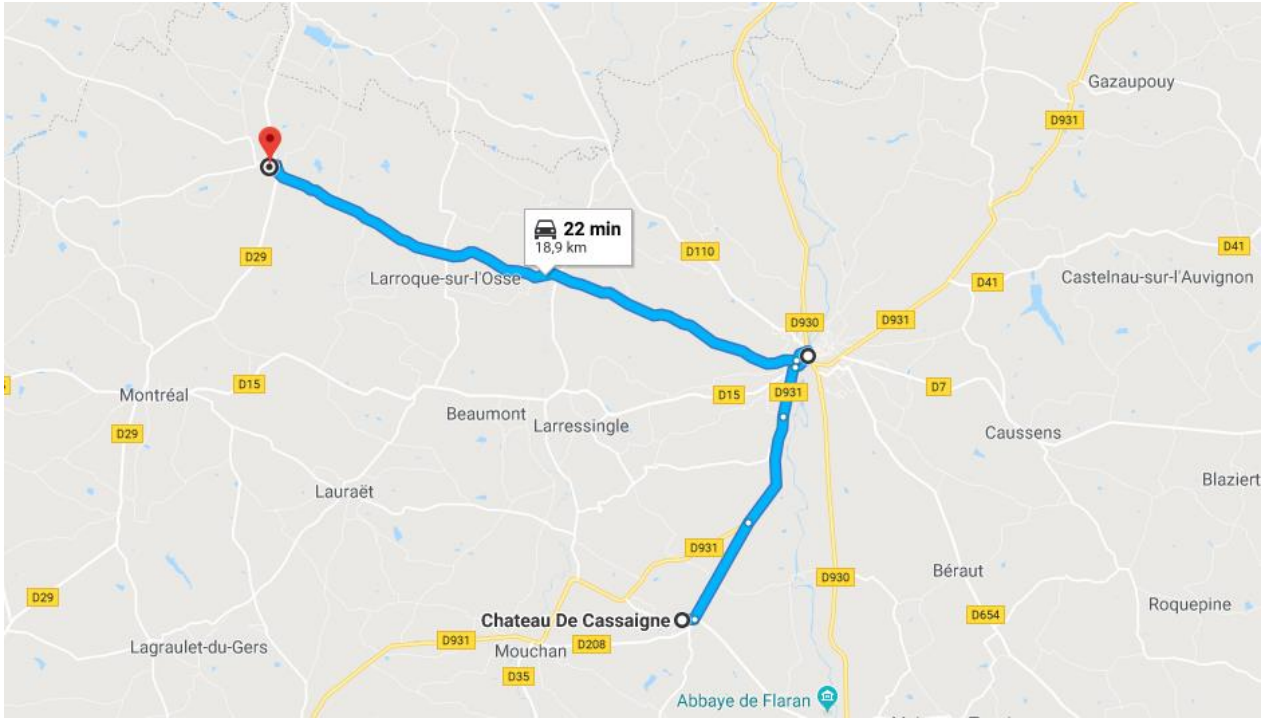 Gazaupouy
D931
D41
D29
22 min
18,9 km
D110
Larroque-sur-l'Osse
D41
Castelnau-sur-l'Auvignon
D930
D931
Montréal
D15
D931
D15
D7
Beaumont
Larressingle
D29
Caussens
Lauraët
Blaziert
D931
D930
Béraut
D29
D654
Roquepine
Chateau De Cassaigne
Lagraulet-du-Gers
D931
Mouchan
D208
D35
Abbaye de Flaran